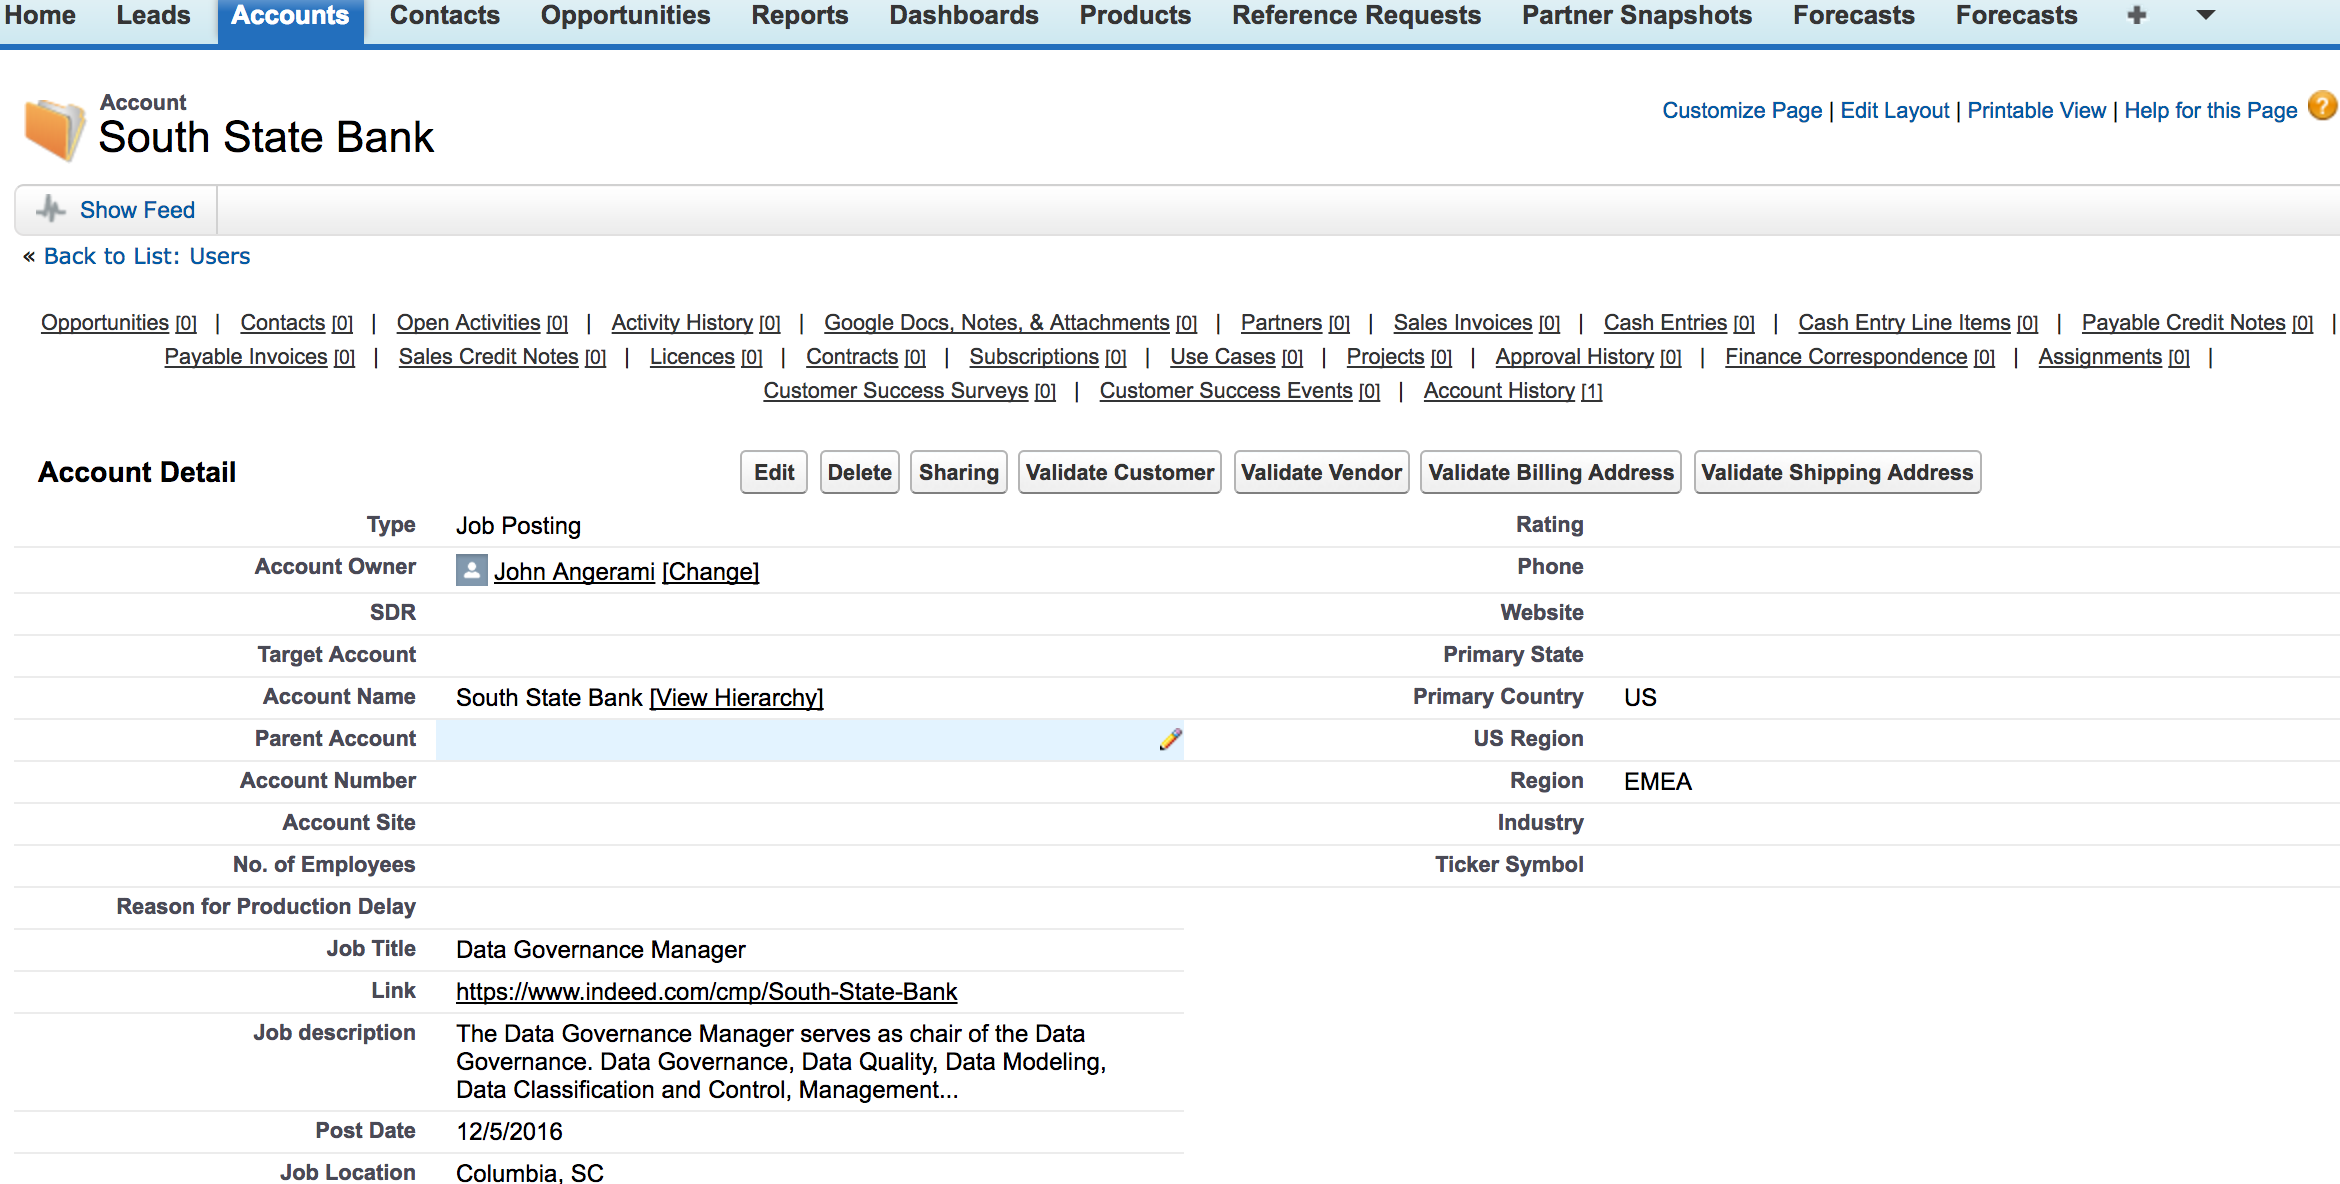 Home Leads Accounts Contacts Opportunities Reports Dashboards Products Reference Requests Partner Snapshots Forecasts Forecasts +
Account
South State Bank
Customize Page | Edit Layout | Printable View | Help for this Page ?
Show Feed
« Back to List: Users
Opportunities [0] | Contacts [0] | Open Activities [0] | Activity History [0] | Google Docs, Notes, & Attachments [0] | Partners [0] | Sales Invoices [0] | Cash Entries [0] | Cash Entry Line Items [0] | Payable Credit Notes [0] |
Payable Invoices [0] | Sales Credit Notes [0] | Licences [0] | Contracts [0] | Subscriptions [0] | Use Cases [0] | Projects [0] | Approval History [0] | Finance Correspondence [0] | Assignments [0] |
Customer Success Surveys [0] | Customer Success Events [0] | Account History [1]
Account Detail Edit Delete Sharing Validate Customer Validate Vendor Validate Billing Address Validate Shipping Address
Type Job Posting Rating
Account Owner John Angerami [Change] Phone
SDR Website
Target Account Primary State
Account Name South State Bank [View Hierarchy] Primary Country US
Parent Account US Region
Account Number Region EMEA
Account Site Industry
No. of Employees Ticker Symbol
Reason for Production Delay
Job Title Data Governance Manager
Link https://www.indeed.com/cmp/South-State-Bank
Job description The Data Governance Manager serves as chair of the Data
Governance. Data Governance, Data Quality, Data Modeling,
Data Classification and Control, Management...
Post Date 12/5/2016
Job Location Columbia, SC